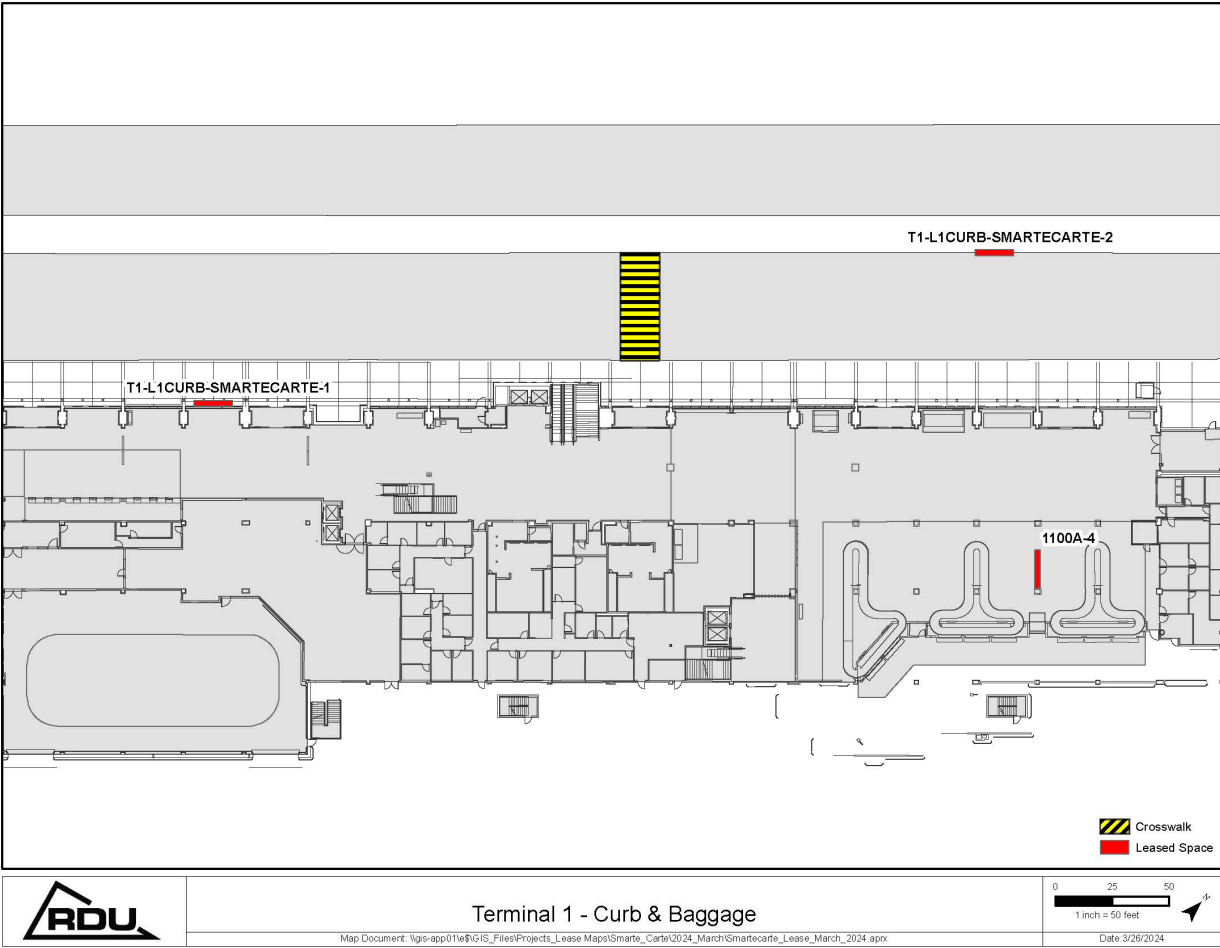 T1-L1CURB-SMARTECARTE-2
T1-L1CURB-SMARTECARTE-1
1100A-4
Crosswalk
Leased Space
RDU
Terminal 1 - Curb & Baggage
Map Document: \\gis-app01\e$\GIS_Files\Projects_Lease Maps\Smarte_Carte\2024_March\Smartecarte_Lease_March_2024.aprx
0 25 50
1 inch = 50 feet
N
Date:3/26/2024